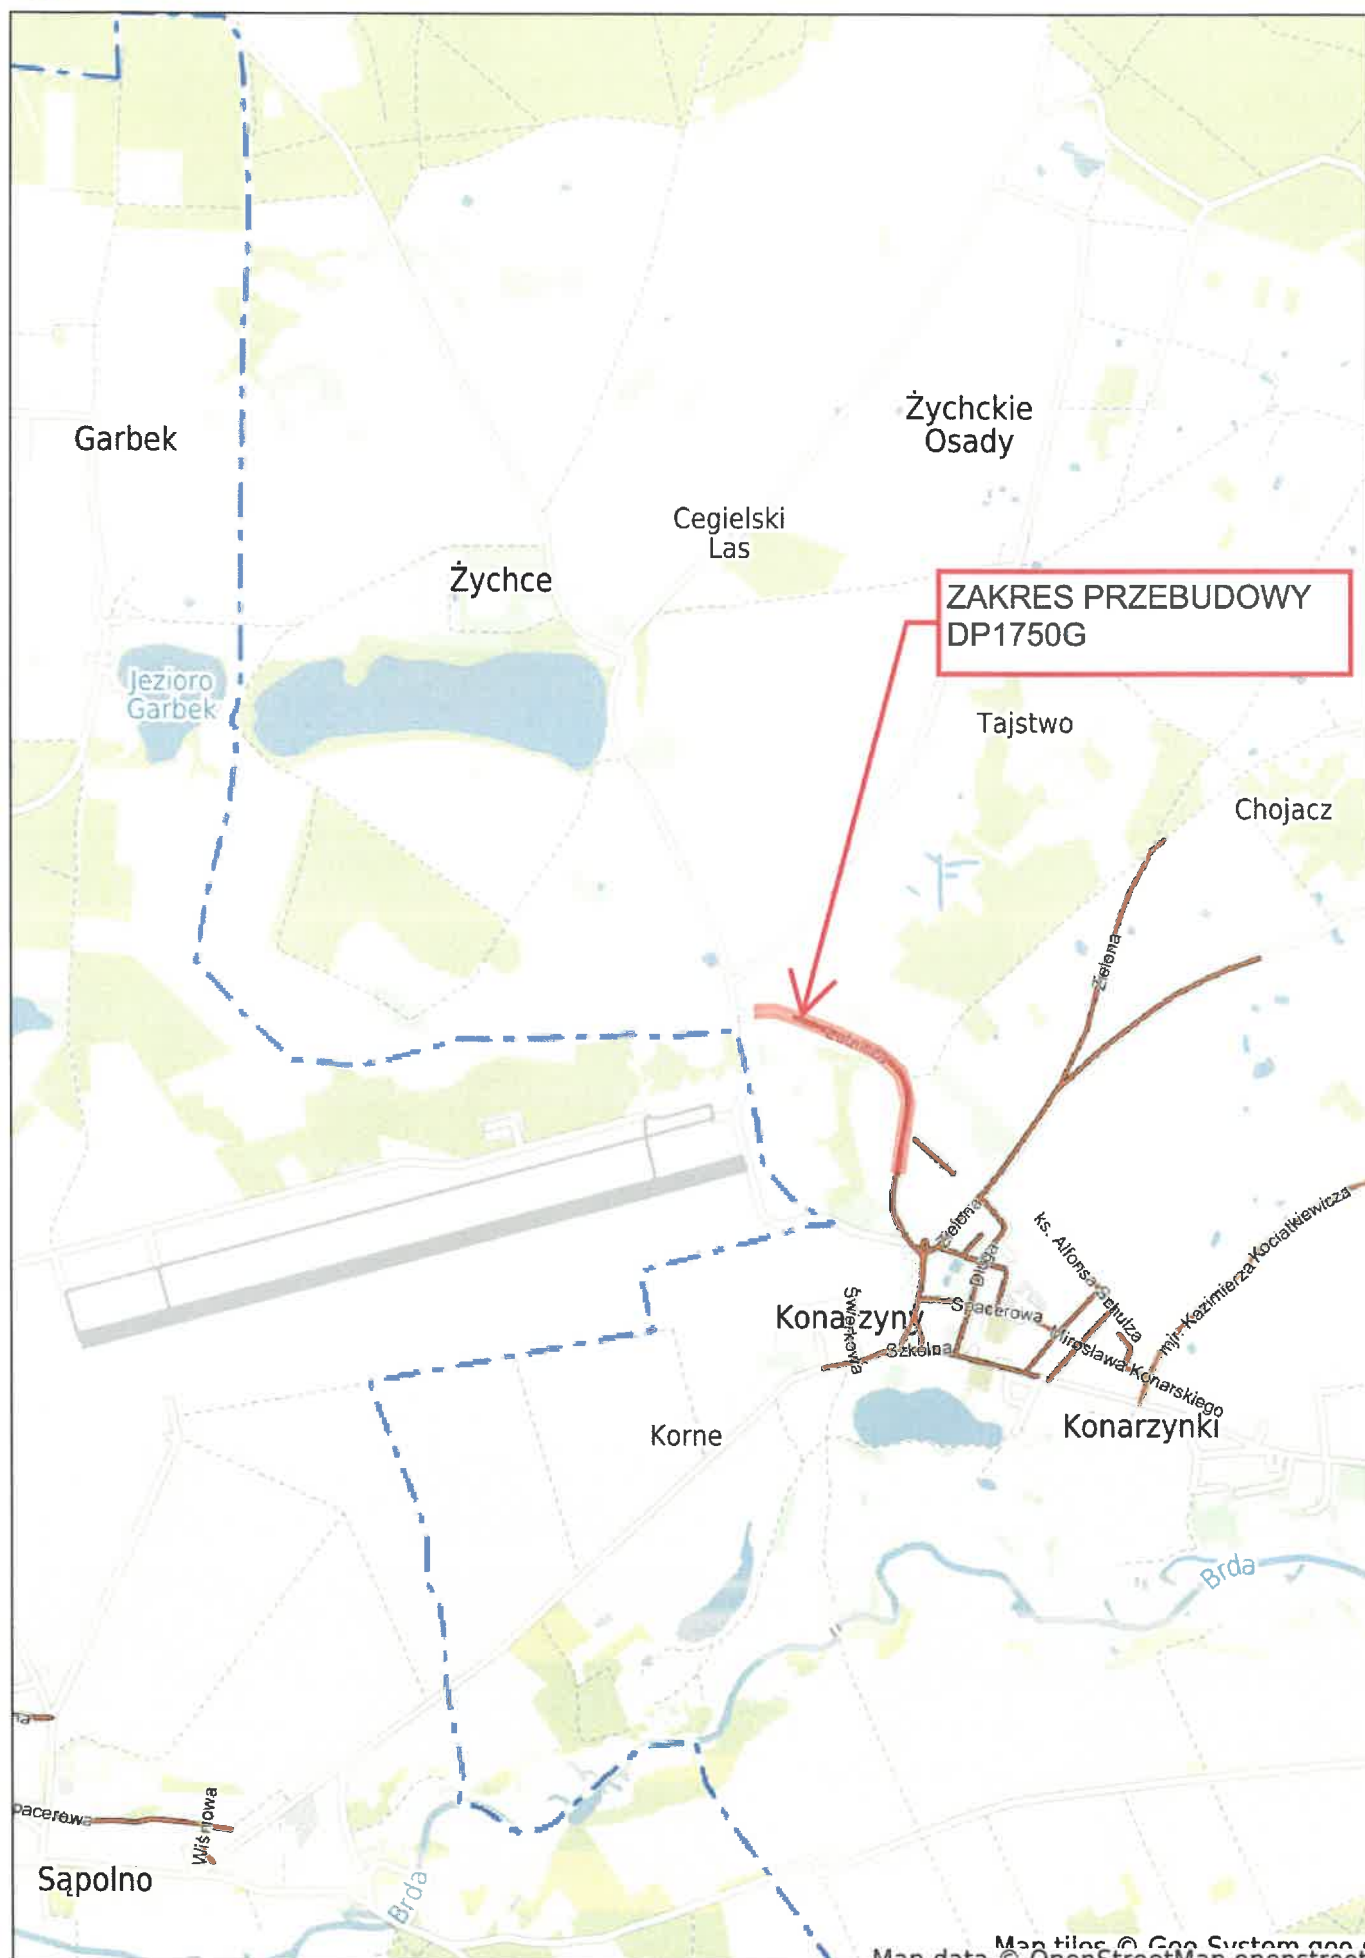 Garbek
Żychckie
Osady
Cegielski
Las
Żychce
ZAKRES PRZEBUDOWY
DP1750G
Jezioro
Garbek
Tajstwo
Chojacz
Zielona
Zielona
Długa
ks. Alfonsa Schulza
mjr. Kazimierza Kociatkiewicza
Świerkowa
Konarzyny
Spacerowa
Szkolna
Mirosława Konarskiego
Konarzynki
Korne
Brda
na
pacerowa
Wiśniowa
Sąpolno
Brda
Map tiles © Geo-System
Map data © OpenStreetMap